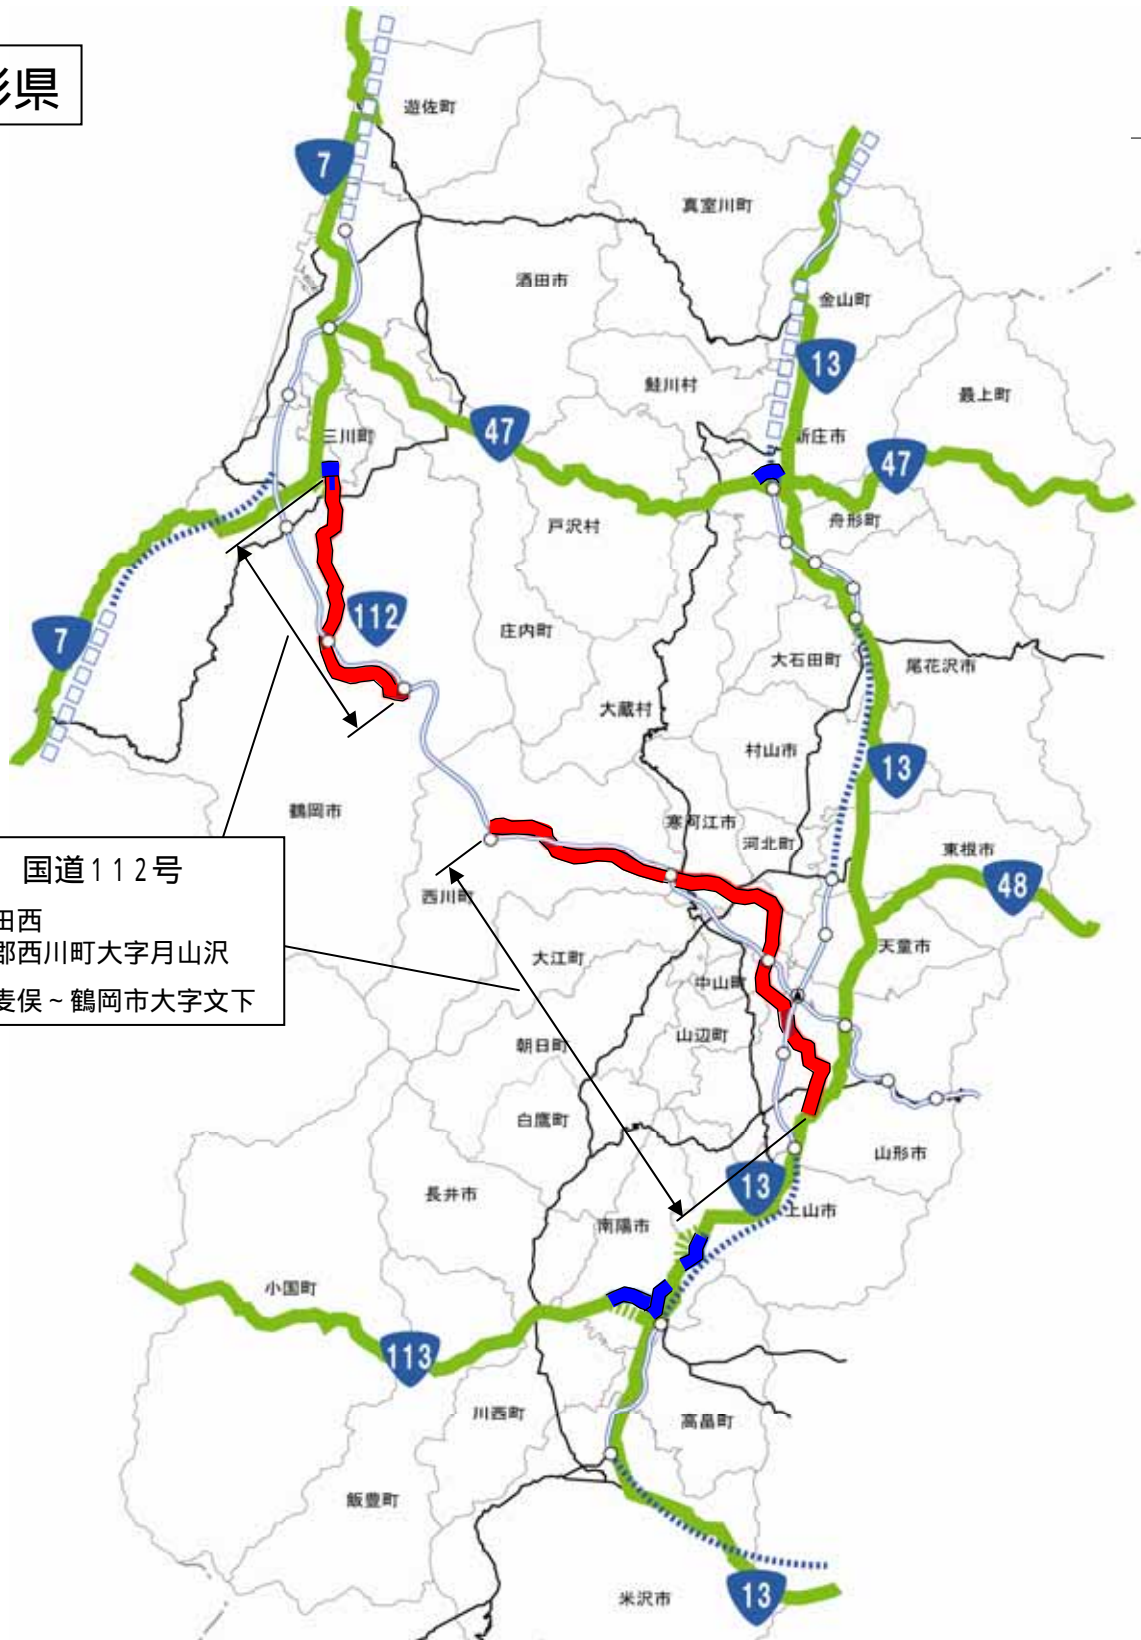 形県
遊佐町
7
真室川町
酒田市
金山町
13
鮭川村
最上町
47
三川町
新庄市
47
戸沢村
舟形町
112
7
庄内町
大石田町
尾花沢市
大蔵村
村山市
13
鶴岡市
寒河江市
河北町
東根市
48
国道112号
西川町
田西
天童市
郡西川町大字月山沢
大江町
中山町
麦俣~鶴岡市大字文下
山辺町
朝日町
白鷹町
山形市
13
長井市
上山市
南陽市
小国町
113
川西町
高畠町
飯豊町
13
米沢市